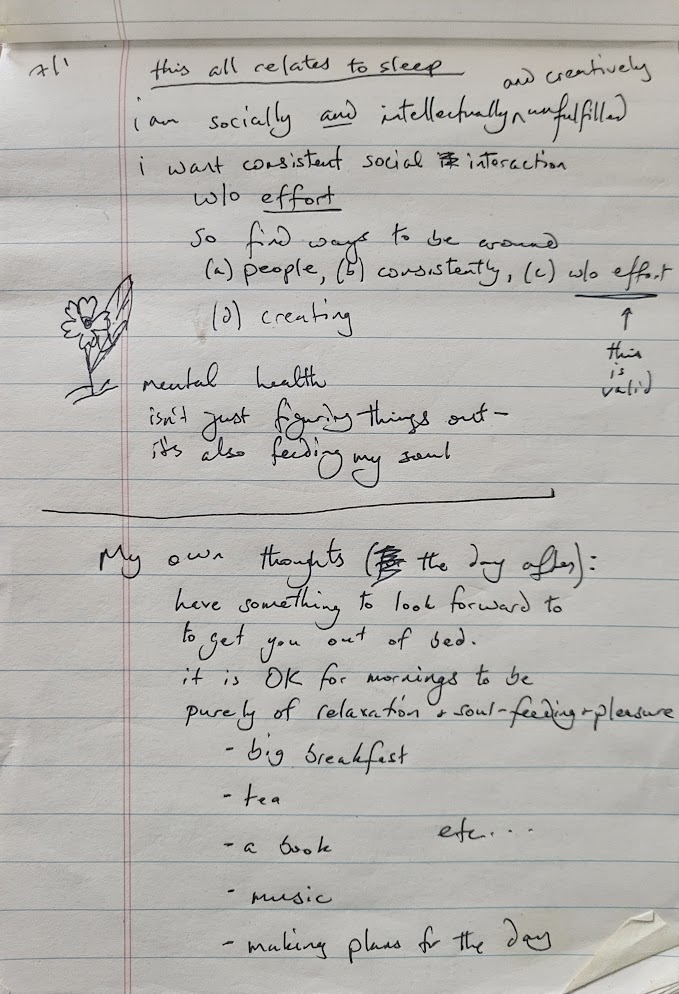 7/1
this all relates to sleep
and creatively
i am socially and intellectually ^ unfulfilled
i want consistent social interaction
w/o effort
so find ways to be around
(a) people, (b) consistently, (c) w/o effort
(d) creating
↑
this
is
valid
mental health
isn't just figuring things out –
it's also feeding my soul
My own thoughts (the day after):
have something to look forward to
to get you out of bed.
it is OK for mornings to be
purely of relaxation + soul-feeding + pleasure
- big breakfast
- tea
- a book
etc....
- music
- making plans for the day